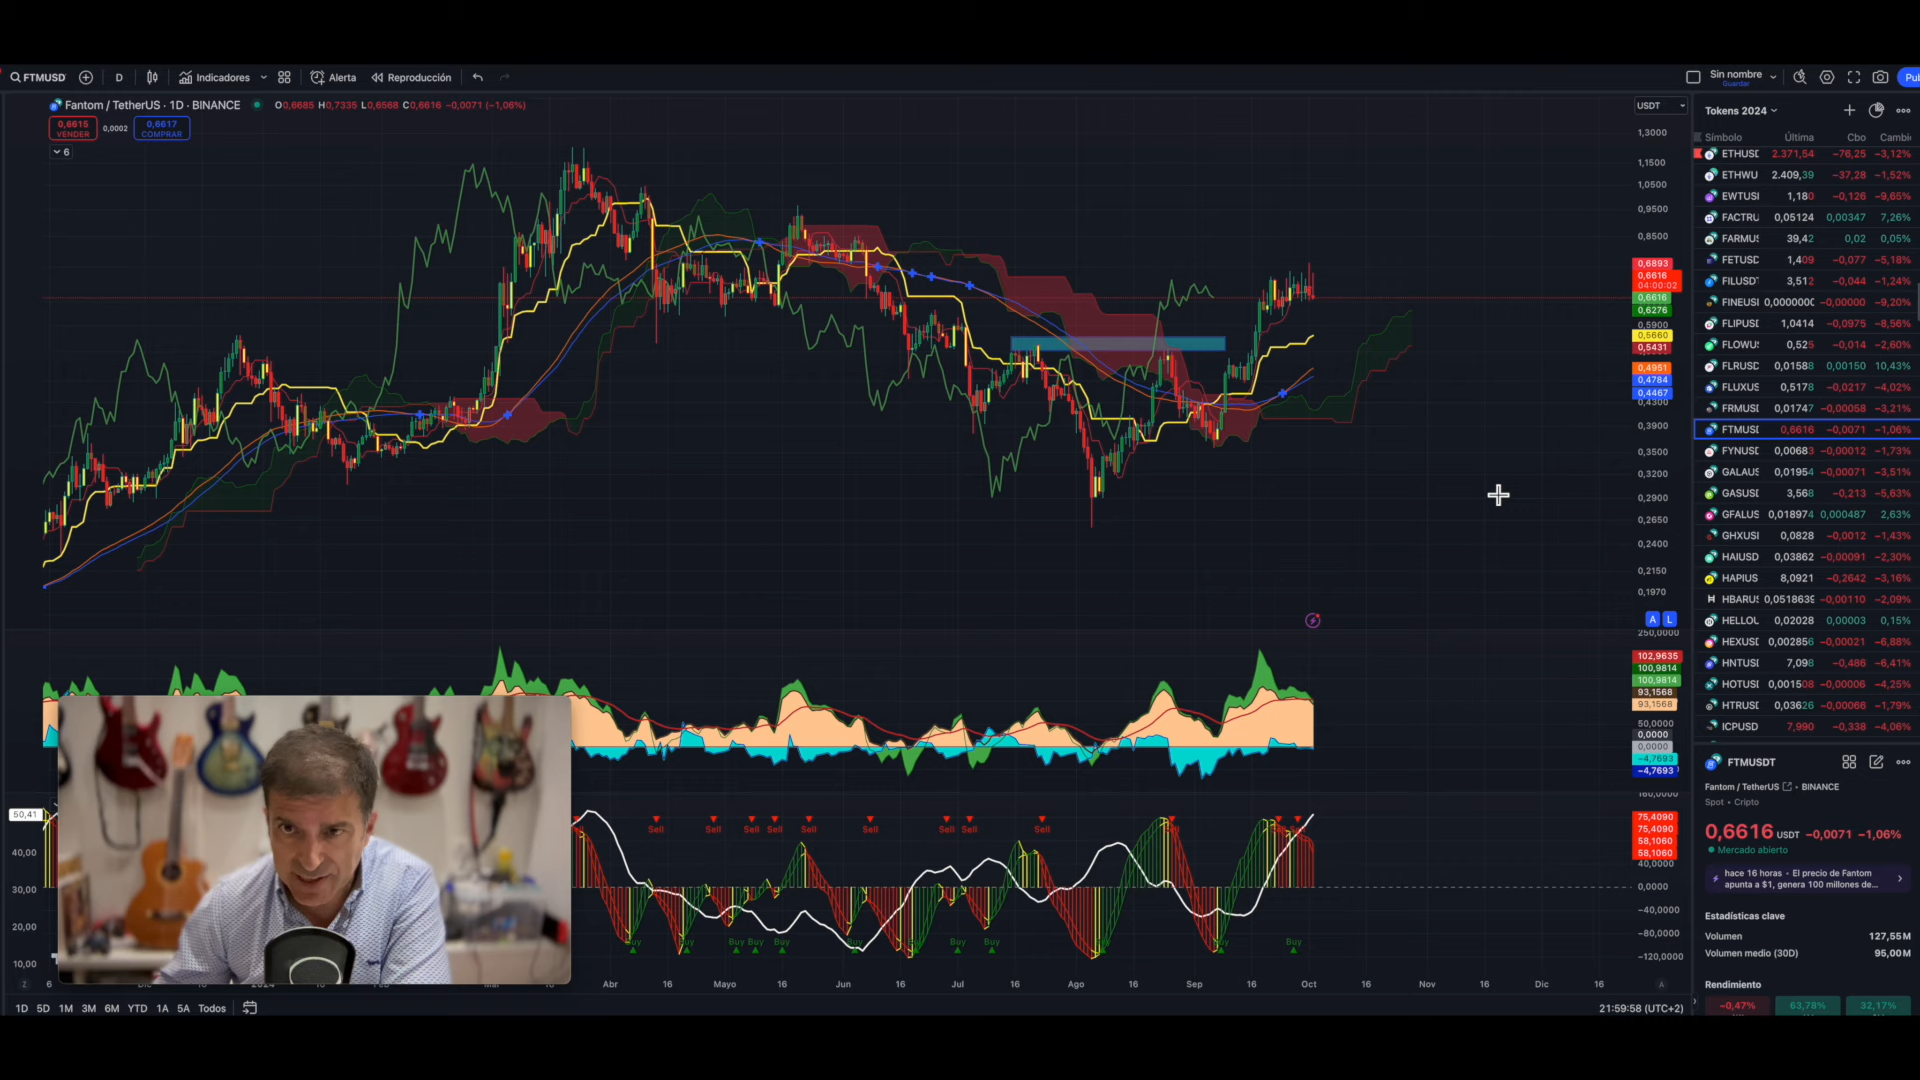 FTMUSD D Indicadores Alerta Reproducción Sin nombre
Guardar
Fantom / TetherUS · 1D · BINANCE O0,6685 H0,7335 L0,6568 C0,6616 −0,0071 (−1,06%)
0,6615 0,0002 0,6617
VENDER COMPRAR
6
USDT
1,3000
1,1500
1,0500
0,9500
0,8500
0,6893
0,6616
04:00:02
0,6616
0,6276
0,5900
0,5660
0,5431
0,4951
0,4784
0,4467
0,4300
0,3900
0,3500
0,3200
0,2900
0,2650
0,2400
0,2150
0,1970
A L
250,0000
102,9635
100,9814
100,9814
93,1568
93,1568
50,0000
0,0000
0,0000
−4,7693
−4,7693
160,0000
75,4090
75,4090
58,1060
58,1060
40,0000
0,0000
−40,0000
−80,0000
−120,0000
50,41
40,00
30,00
20,00
10,00
Sell Sell Sell Sell Sell Sell Sell Sell Sell
Buy Buy Buy Buy Buy Buy Buy Buy
Abr 16 Mayo 16 Jun 16 Jul 16 Ago 16 Sep 16 Oct 16 Nov 16 Dic 16
1D 5D 1M 3M 6M YTD 1A 5A Todos
21:59:58 (UTC+2)
Tokens 2024
Símbolo Última Cbo Cambi
ETHUSD 2.371,54 −76,25 −3,12%
ETHWU 2.409,39 −37,28 −1,52%
EWTUSI 1,180 −0,126 −9,65%
FACTRU 0,05124 0,00347 7,26%
FARMUS 39,42 0,02 0,05%
FETUSD 1,409 −0,077 −5,18%
FILUSDT 3,512 −0,044 −1,24%
FINEUSI 0,000000C −0,00000 −9,20%
FLIPUSD 1,0414 −0,0975 −8,56%
FLOWU 0,525 −0,014 −2,60%
FLRUSD 0,01588 0,00150 10,43%
FLUXUS 0,5178 −0,0217 −4,02%
FRMUSD 0,01747 −0,00058 −3,21%
FTMUSD 0,6616 −0,0071 −1,06%
FYNUSD 0,00683 −0,00012 −1,73%
GALAUS 0,01954 −0,00071 −3,51%
GASUSD 3,568 −0,213 −5,63%
GFALUS 0,018974 0,000487 2,63%
GHXUSI 0,0828 −0,0012 −1,43%
HAIUSD 0,03862 −0,00091 −2,30%
HAPIUS 8,0921 −0,2642 −3,16%
HBARUS 0,0518639 −0,00110 −2,09%
HELLOU 0,02028 0,00003 0,15%
HEXUSD 0,002856 −0,00021 −6,88%
HNTUSI 7,098 −0,486 −6,41%
HOTUSI 0,001508 −0,00006 −4,25%
HTRUSI 0,03626 −0,00066 −1,79%
ICPUSD 7,990 −0,338 −4,06%
FTMUSDT
Fantom / TetherUS · BINANCE
Spot · Cripto
0,6616 USDT −0,0071 −1,06%
Mercado abierto
hace 16 horas · El precio de Fantom
apunta a $1, genera 100 millones de...
Estadísticas clave
Volumen 127,55M
Volumen medio (30D) 95,00M
Rendimiento
−0,47% 63,78% 32,17%